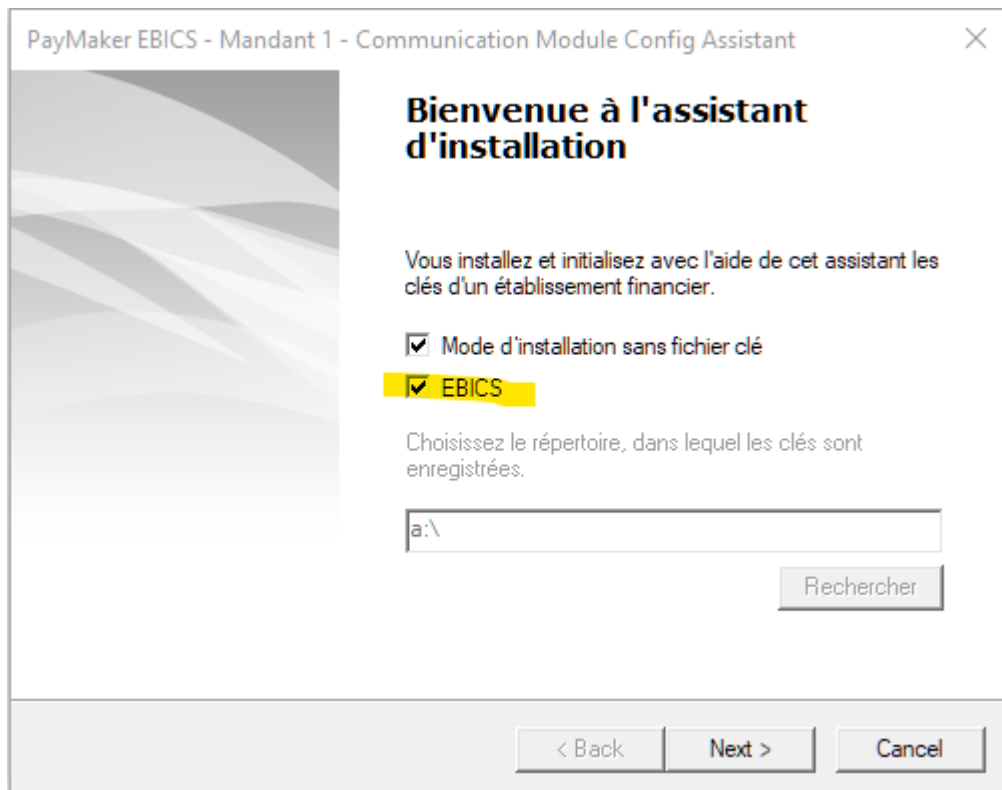 PayMaker EBICS - Mandant 1 - Communication Module Config Assistant
Bienvenue à l'assistant
d'installation
Vous installez et initialisez avec l'aide de cet assistant les
clés d'un établissement financier.
Mode d'installation sans fichier clé
EBICS
Choisissez le répertoire, dans lequel les clés sont
enregistrées.
a:\
Rechercher
< Back Next > Cancel